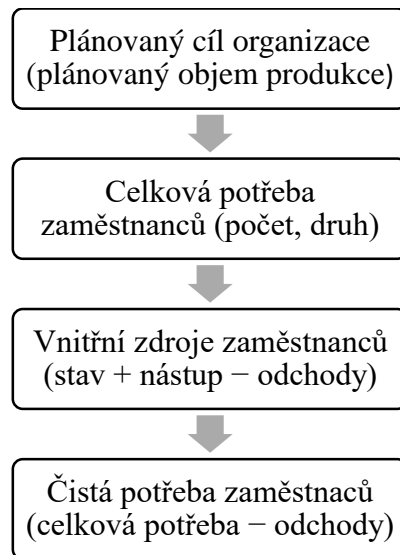 Plánovaný cíl organizace
(plánovaný objem produkce)
Celková potřeba
zaměstnanců (počet, druh)
Vnitřní zdroje zaměstnanců
(stav + nástup − odchody)
Čistá potřeba zaměstnaců
(celková potřeba − odchody)